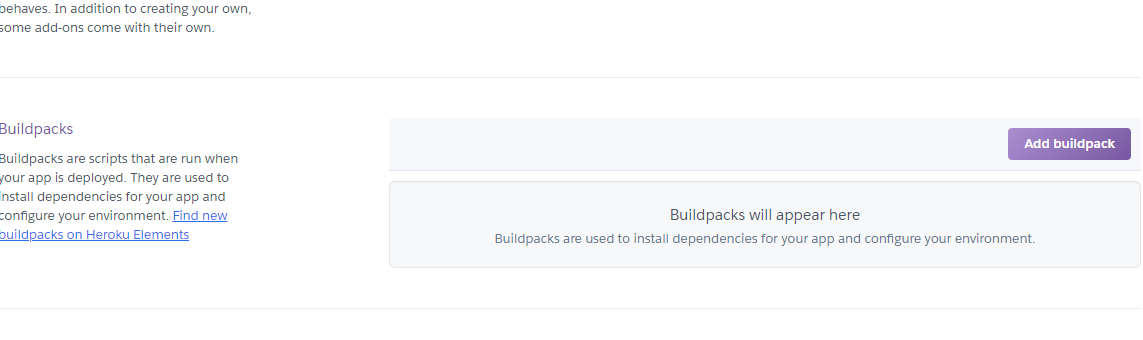 behaves. In addition to creating your own,
some add-ons come with their own.
Buildpacks
Buildpacks are scripts that are run when
your app is deployed. They are used to
install dependencies for your app and
configure your environment. Find new
buildpacks on Heroku Elements
Add buildpack
Buildpacks will appear here
Buildpacks are used to install dependencies for your app and configure your environment.